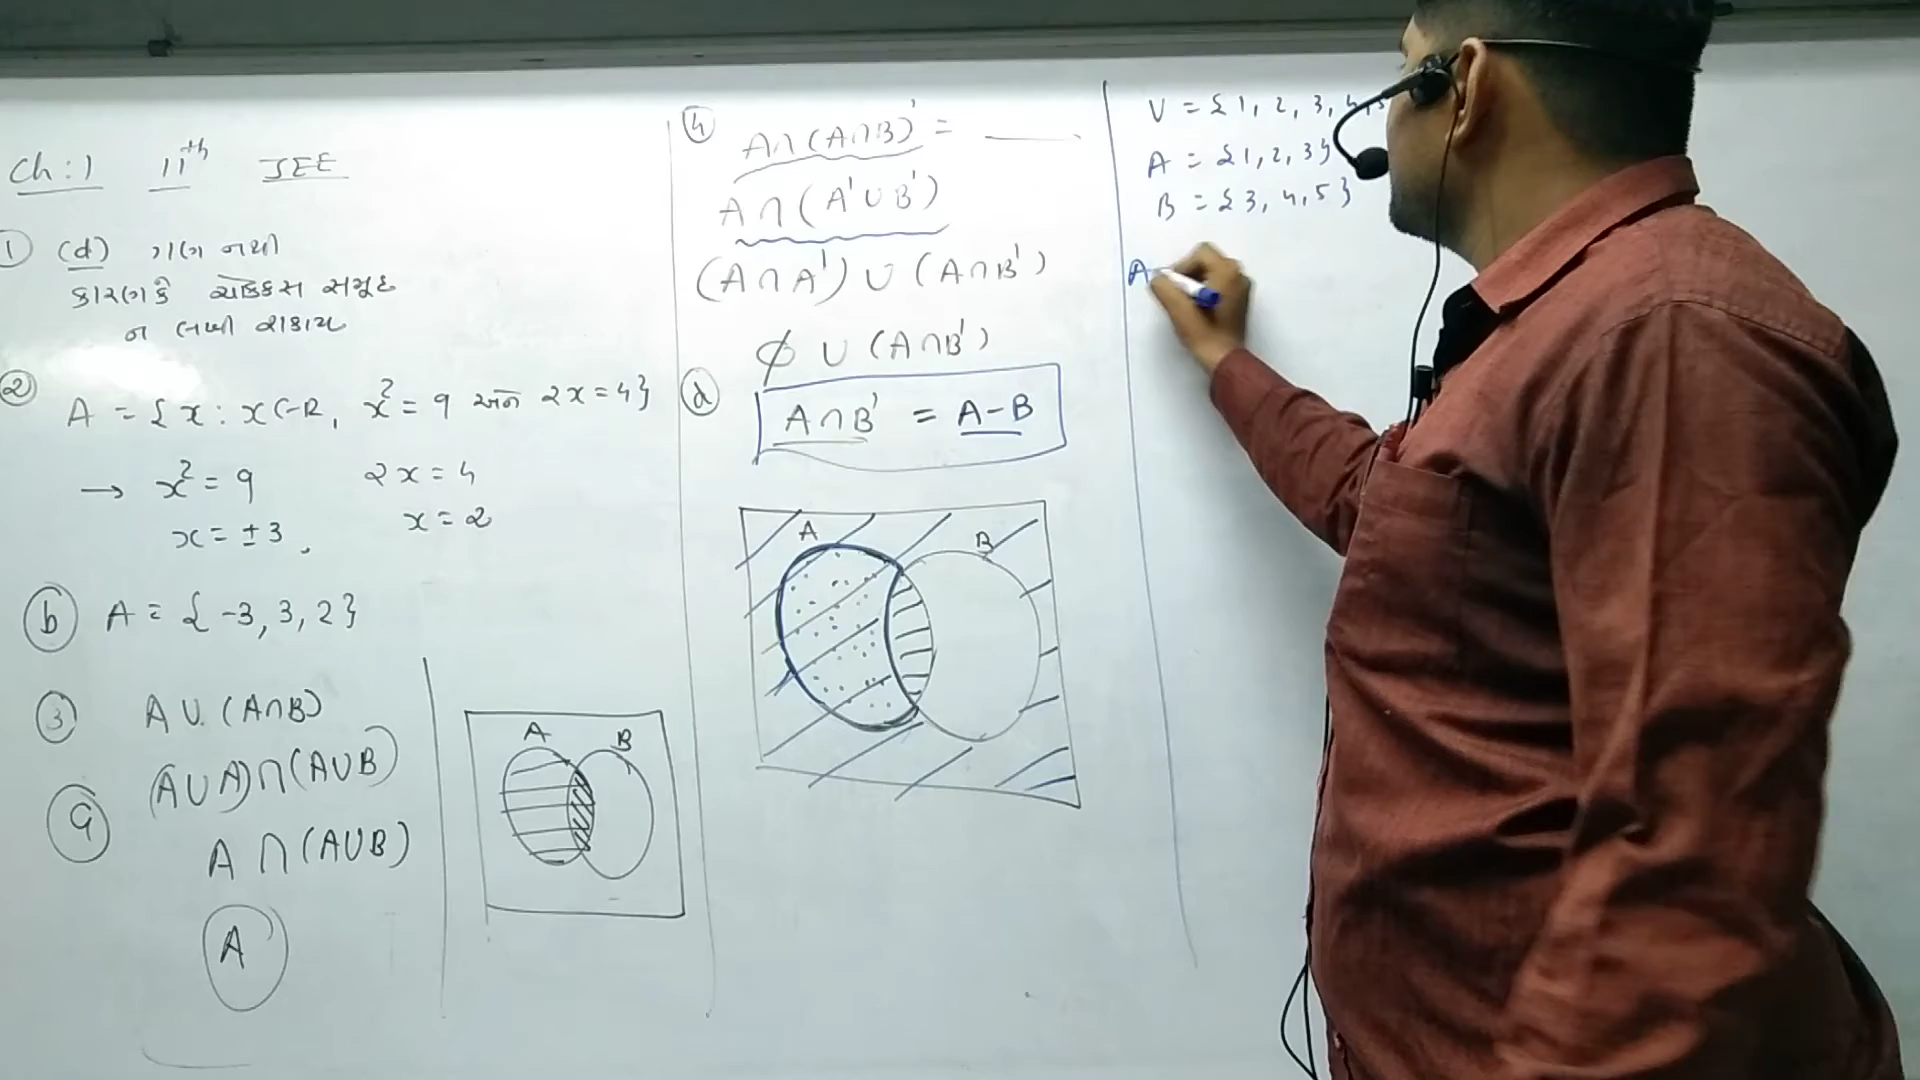 Ch:1 11th JEE
① (d) ગણ નથી
કારણકે ચોક્કસ સમૂહ
ન લખી શકાય
② A = {x : x ∈ R, x² = 9 અને 2x = 4}
→ x² = 9 2x = 4
x = ±3, x = 2
ⓑ A = {-3, 3, 2}
③ A ∪ (A∩B)
(A∪A)∩(A∪B)
A ∩ (A∪B)
A
A B
④ A∩(A∩B)' = ____
A∩(A'∪B')
(A∩A')∪(A∩B')
ϕ ∪ (A∩B')
ⓓ A∩B' = A-B
A B
U = {1, 2, 3, 4, 5
A = {1, 2, 3}
B = {3, 4, 5}
A